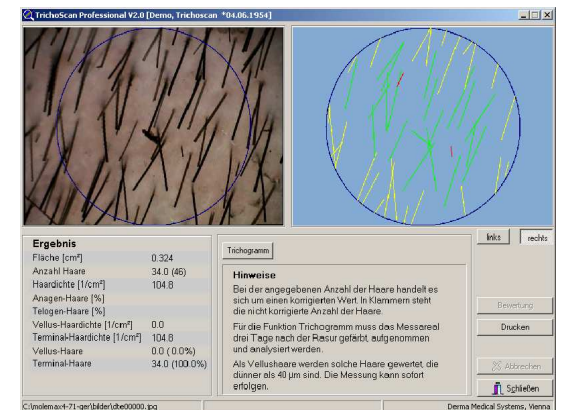 TrichoScan Professional V2.0 [Demo, Trichoscan *04.06.1954]
Ergebnis
Fläche [cm²] 0.324
Anzahl Haare 34.0 (46)
Haardichte [1/cm²] 104.8
Anagen-Haare [%]
Telogen-Haare [%]
Vellus-Haardichte [1/cm²] 0.0
Terminal-Haardichte [1/cm²] 104.8
Vellus-Haare 0.0 ( 0.0%)
Terminal-Haare 34.0 (100.0%)
Trichogramm
Hinweise
Bei der angegebenen Anzahl der Haare handelt es
sich um einen korrigierten Wert. In Klammern steht
die nicht korrigierte Anzahl der Haare.
Für die Funktion Trichogramm muss das Messareal
drei Tage nach der Rasur gefärbt, aufgenommen
und analysiert werden.
Als Vellushaare werden solche Haare gewertet, die
dünner als 40 µm sind. Die Messung kann sofort
erfolgen.
links rechts
Bewertung
Drucken
Abbrechen
Schließen
C:\molemax4-71-ger\bilder\dte00000.jpg
Derma Medical Systems, Vienna